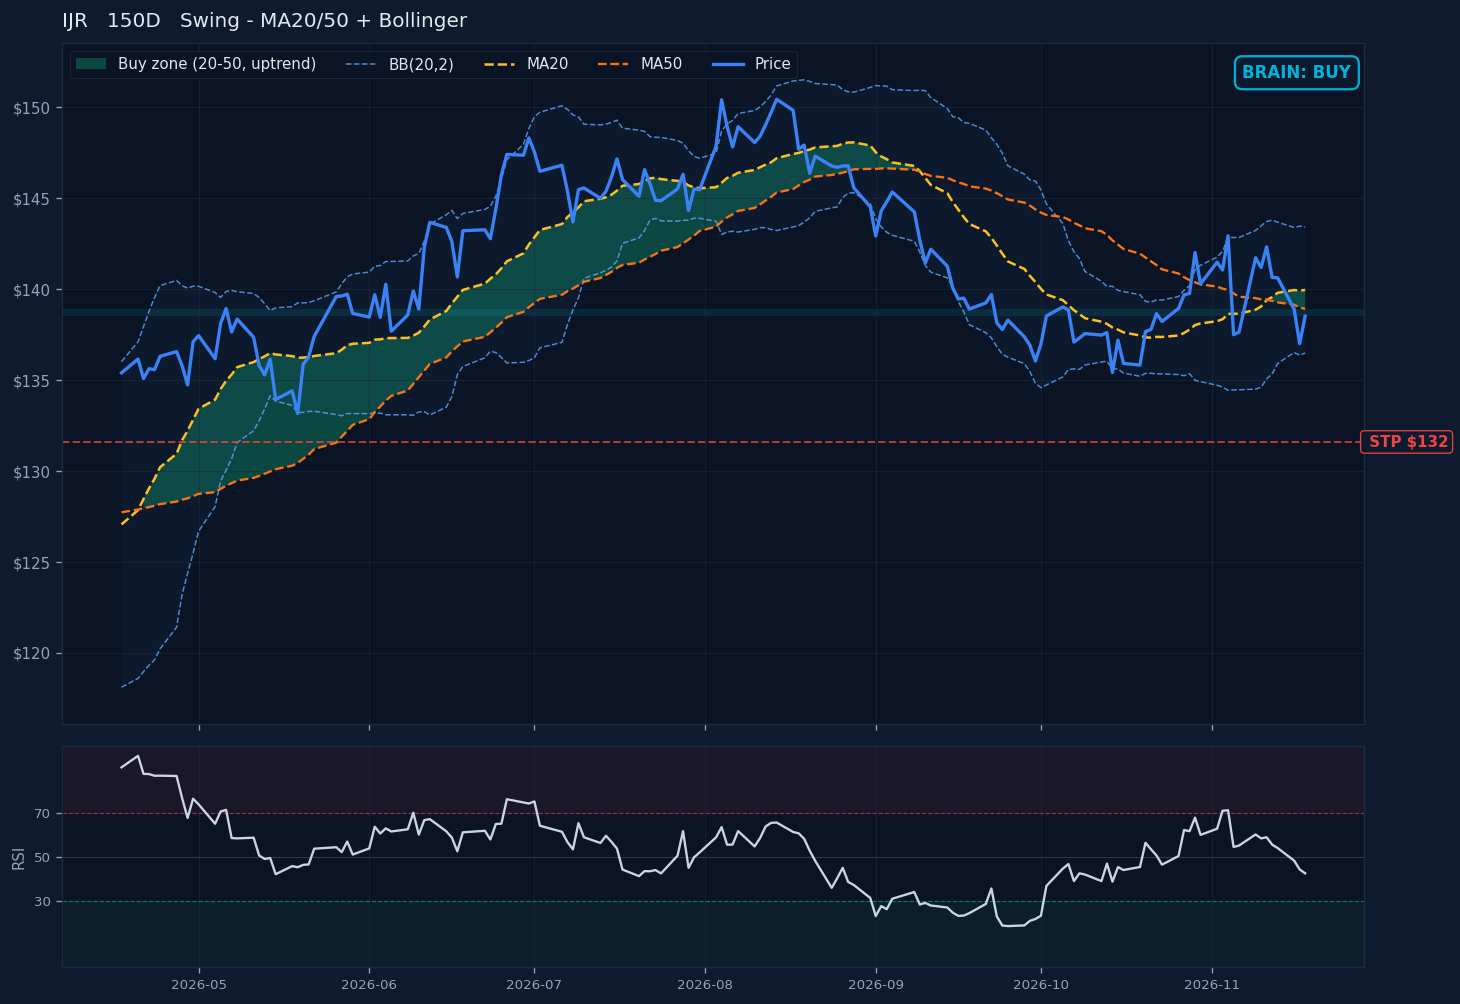 IJR   150D   Swing - MA20/50 + Bollinger
Buy zone (20-50, uptrend)
BB(20,2)
MA20
MA50
Price
BRAIN: BUY
$150
$145
$140
$135
$130
$125
$120
STP $132
RSI
70
50
30
2026-05
2026-06
2026-07
2026-08
2026-09
2026-10
2026-11